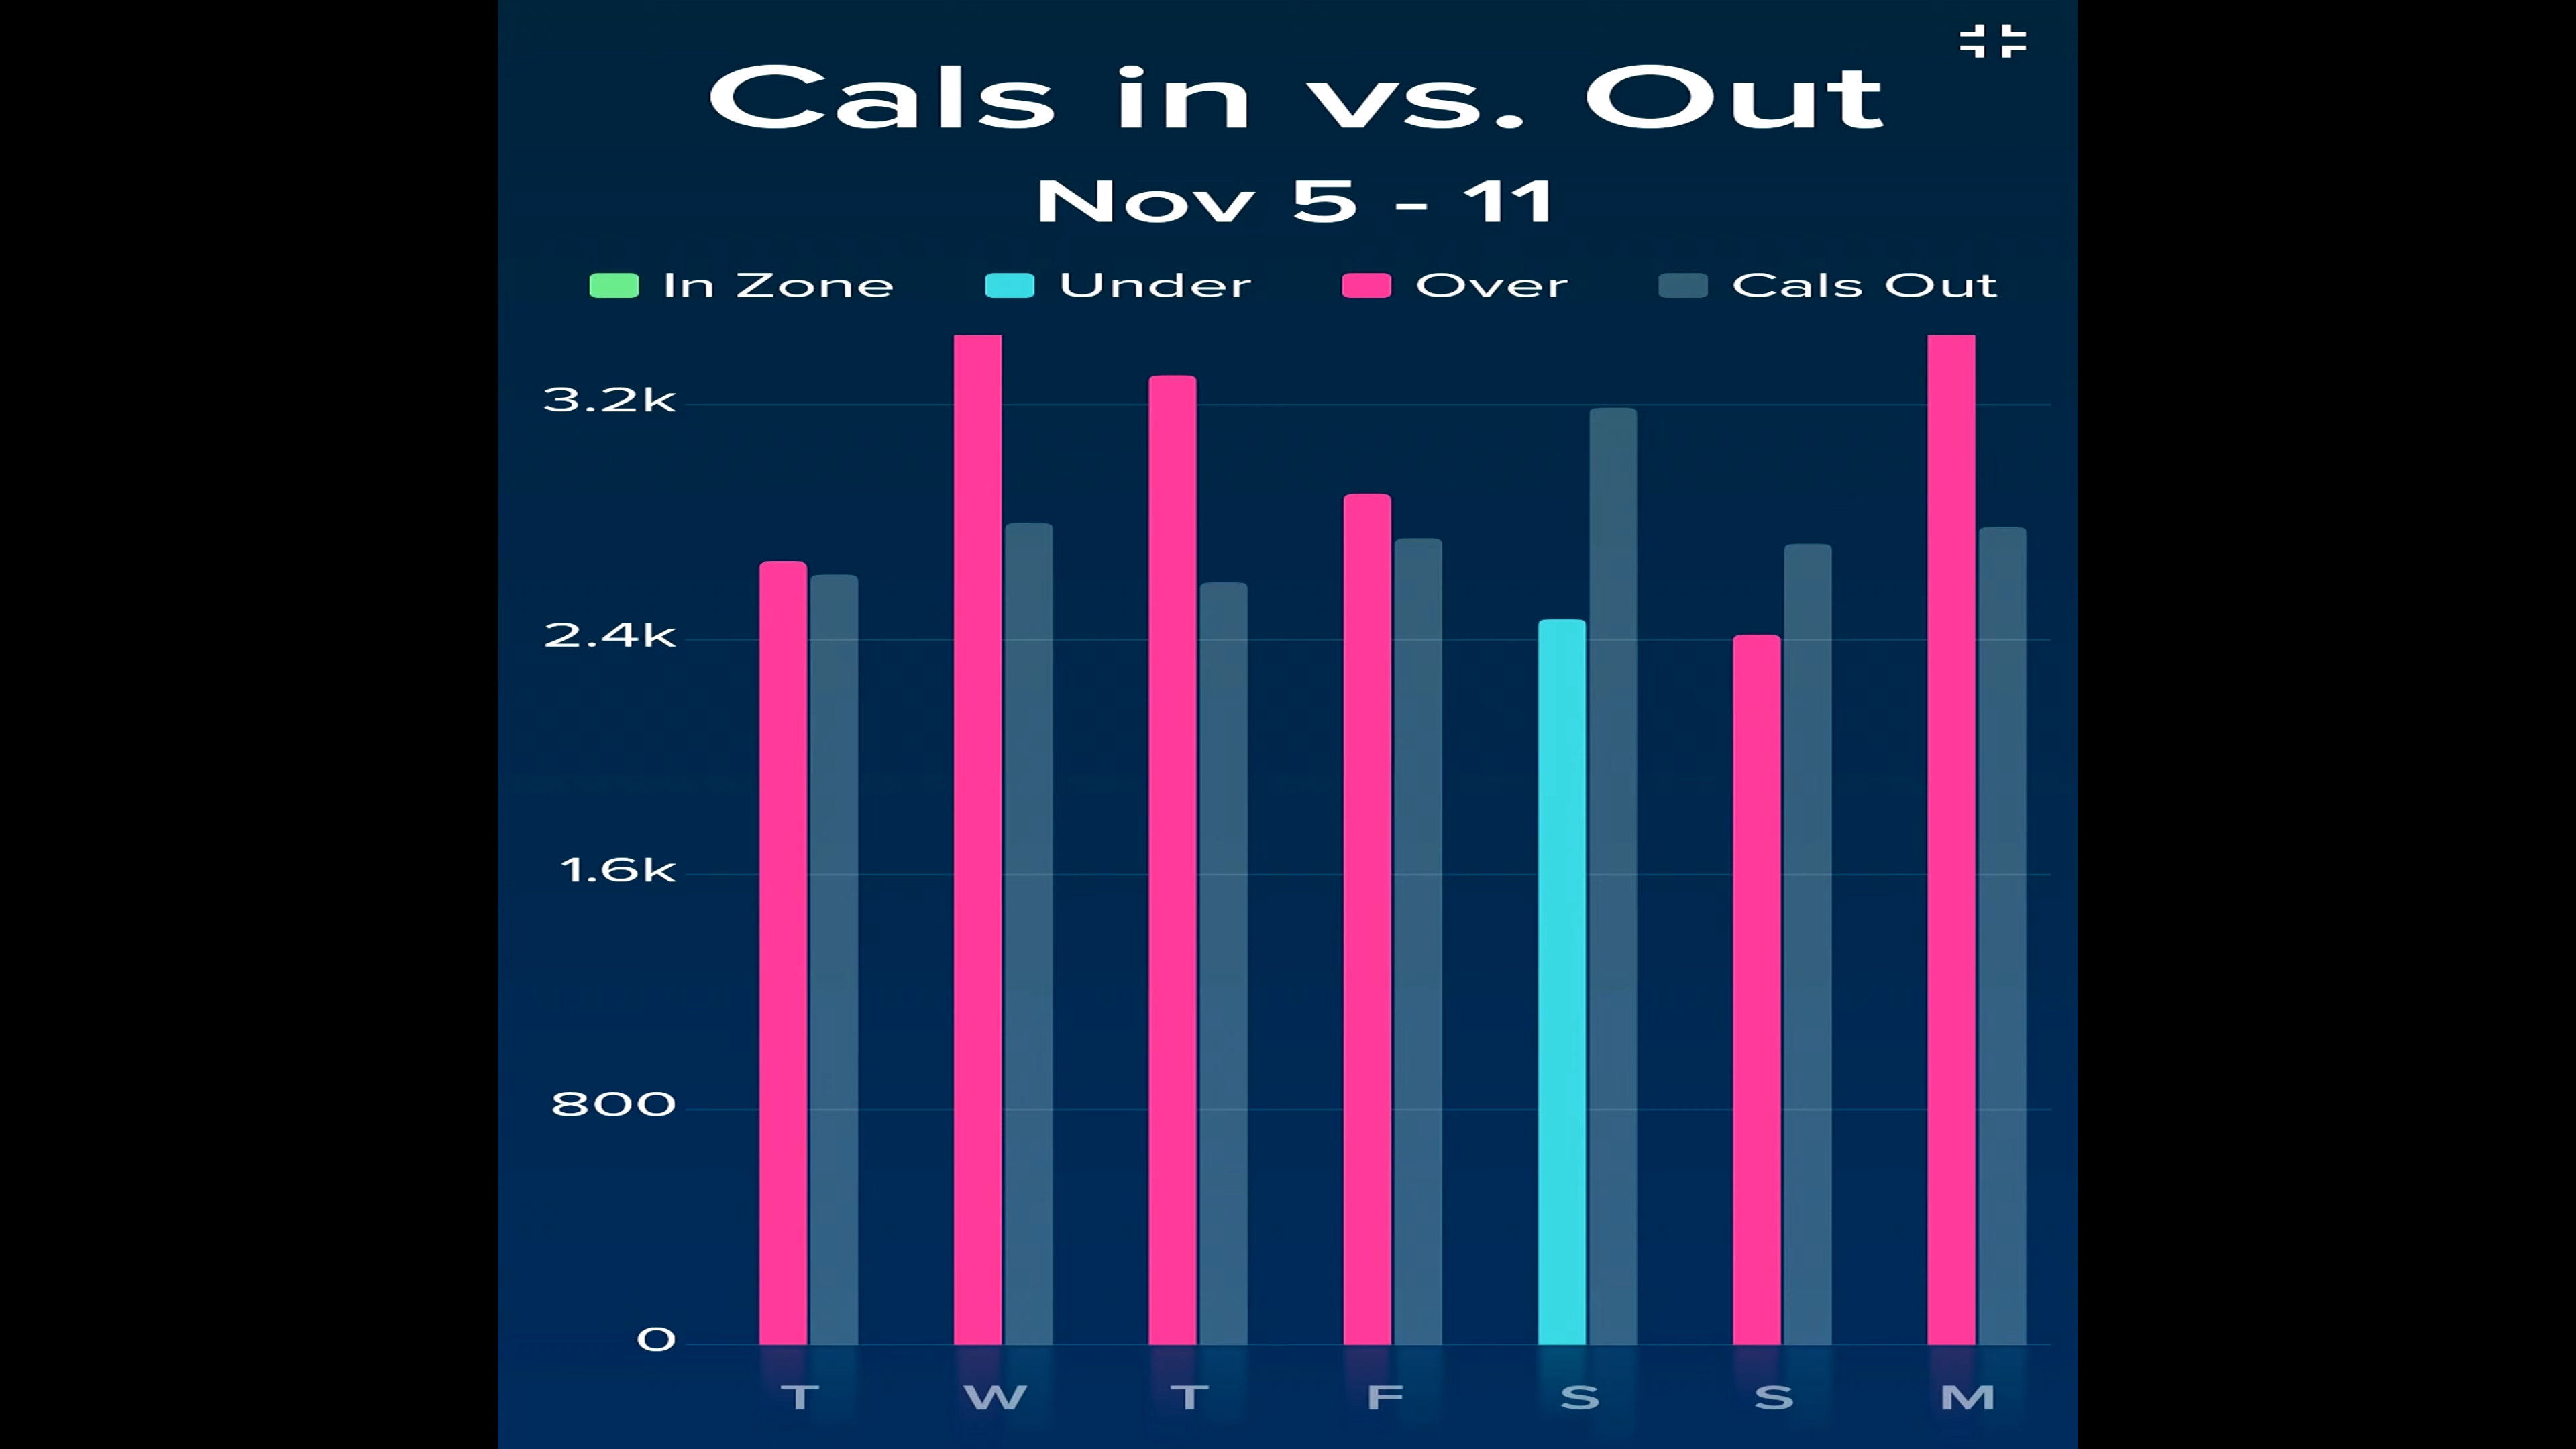 Cals in vs. Out
Nov 5 - 11
In Zone Under Over Cals Out
3.2k
2.4k
1.6k
800
0
T W T F S S M